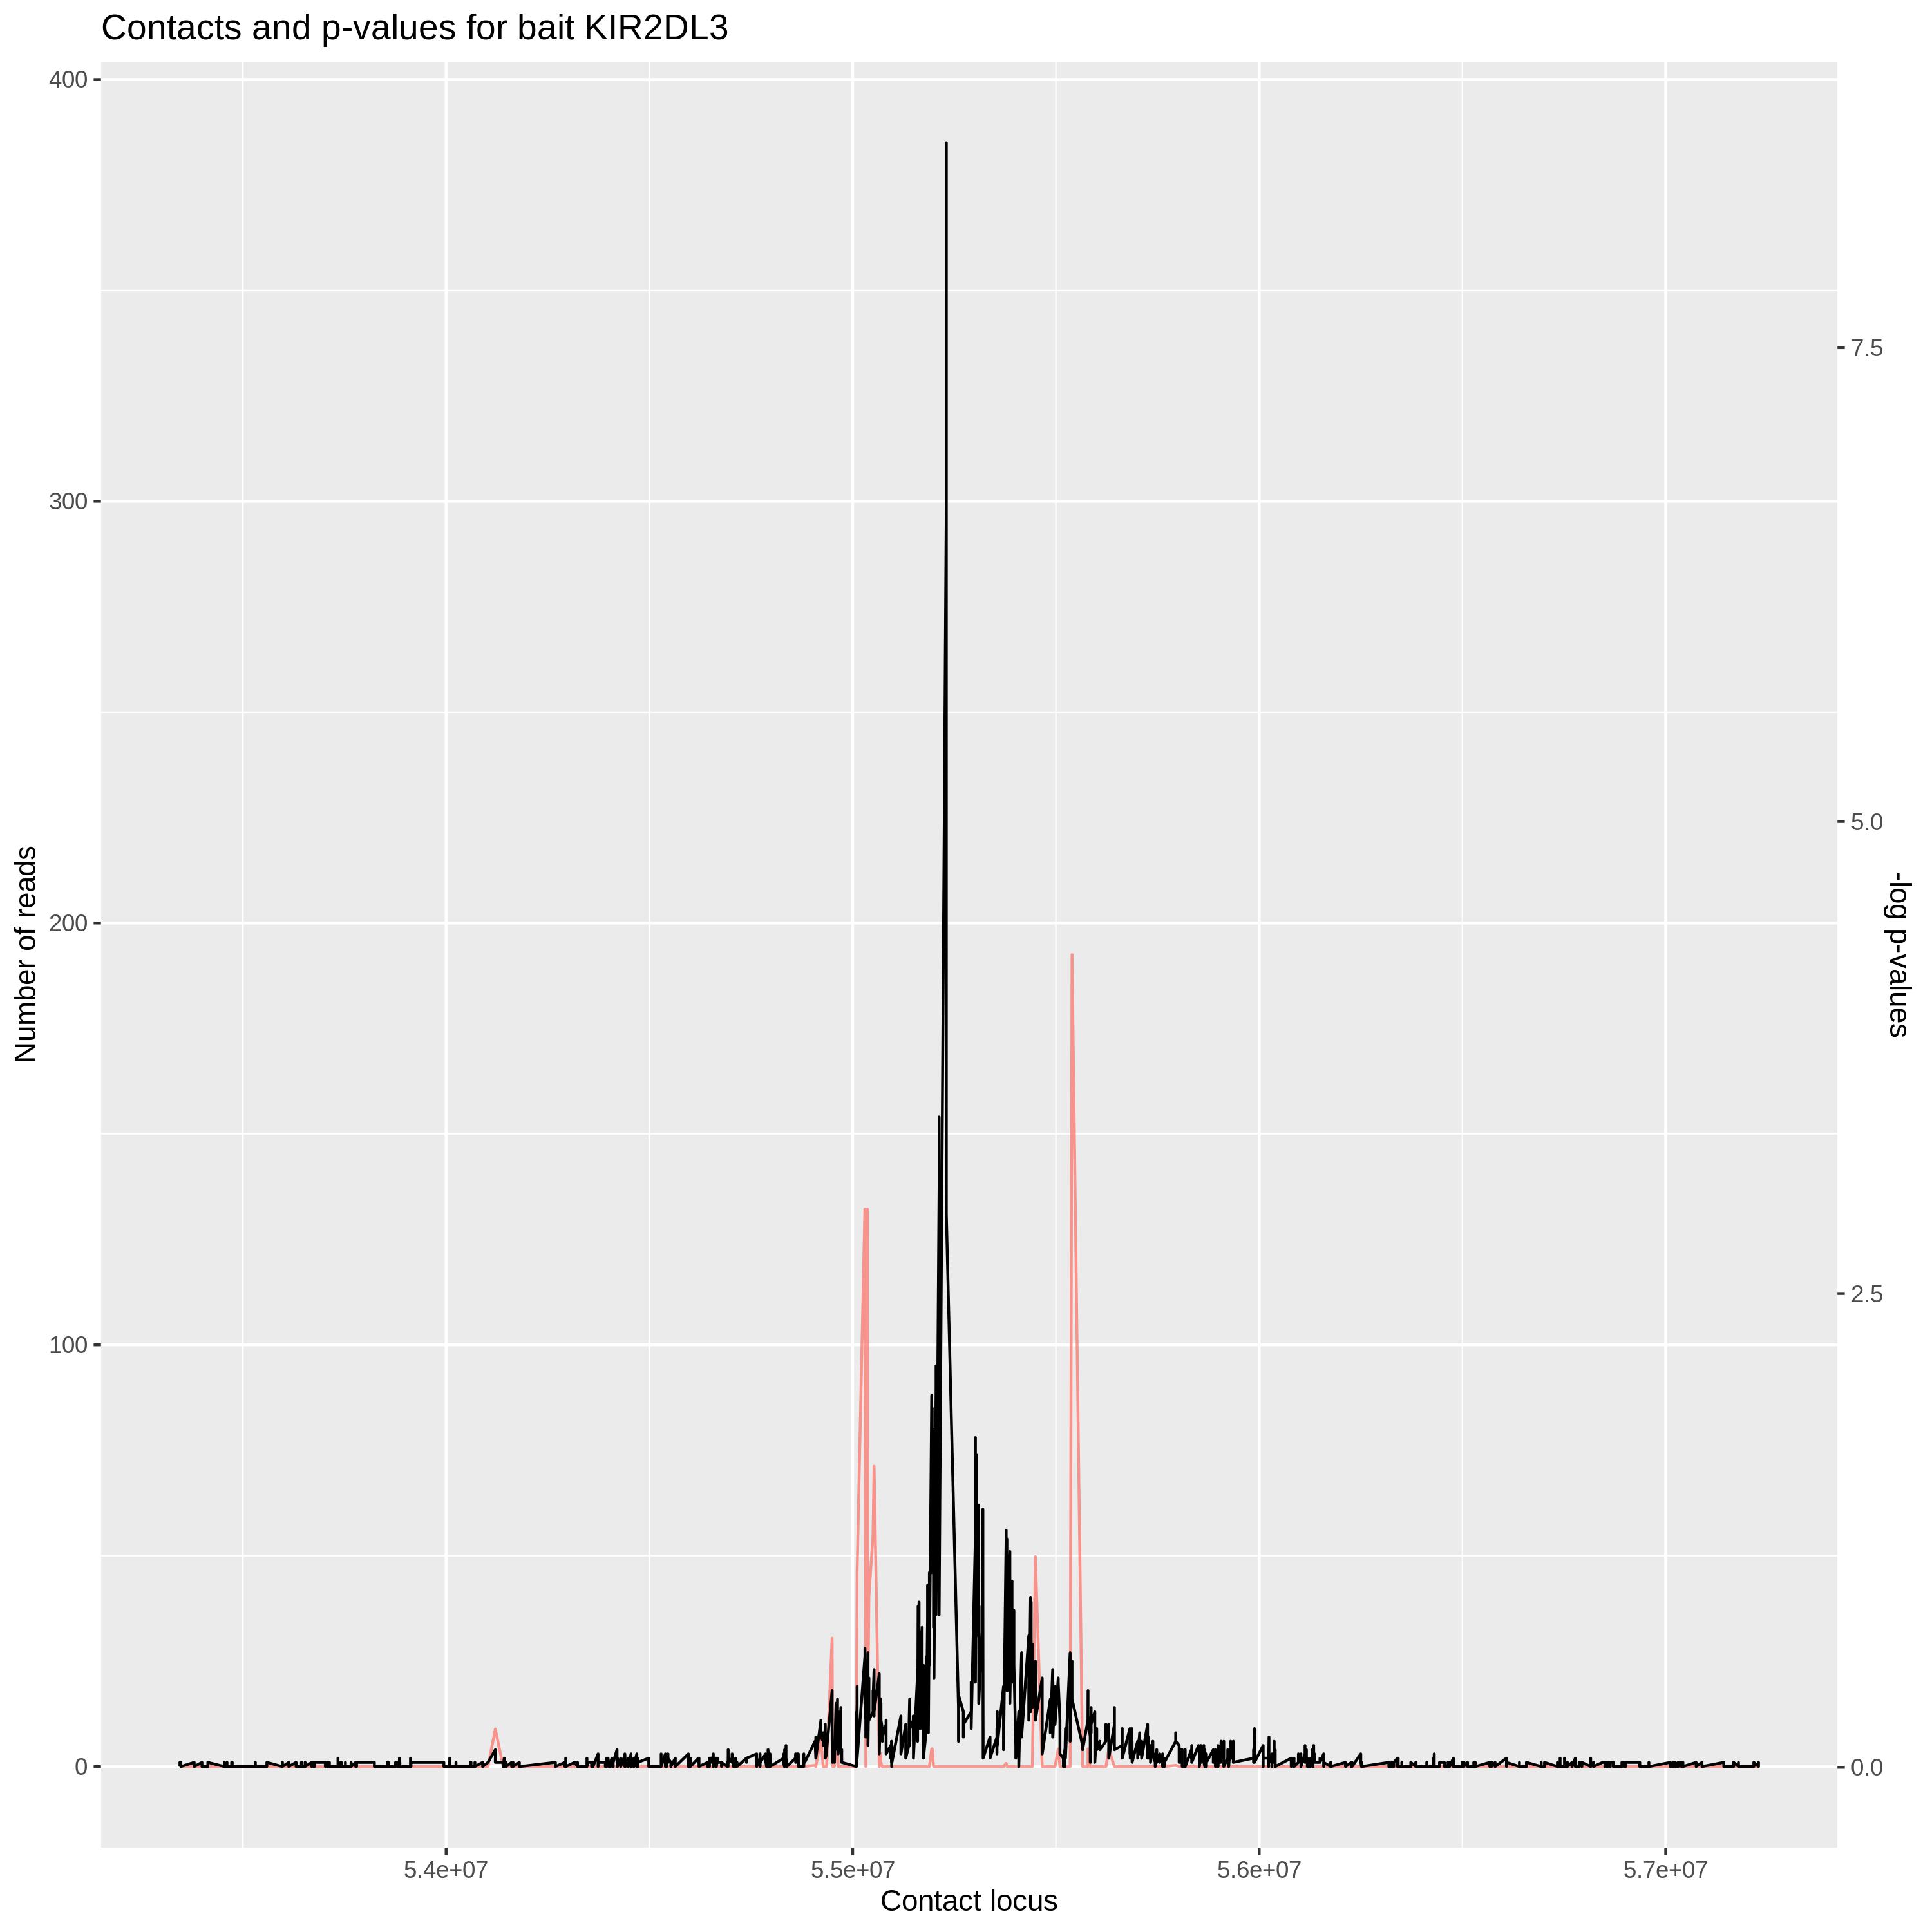 Contacts and p-values for bait KIR2DL3
400
300
200
100
0
Number of reads
7.5
5.0
2.5
0.0
-log p-values
5.4e+07
5.5e+07
5.6e+07
5.7e+07
Contact locus